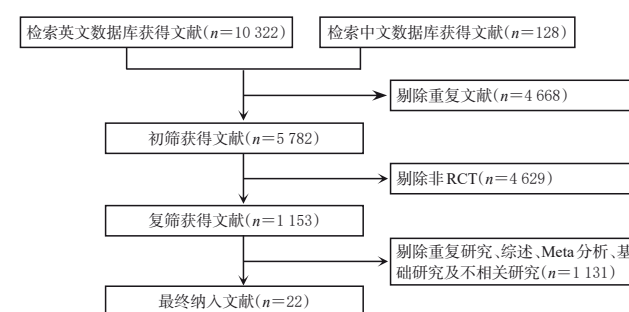 检索英文数据库获得文献(n=10 322)
检索中文数据库获得文献(n=128)
剔除重复文献(n=4 668)
初筛获得文献(n=5 782)
剔除非RCT(n=4 629)
复筛获得文献(n=1 153)
剔除重复研究、综述、Meta分析、基
础研究及不相关研究(n=1 131)
最终纳入文献(n=22)